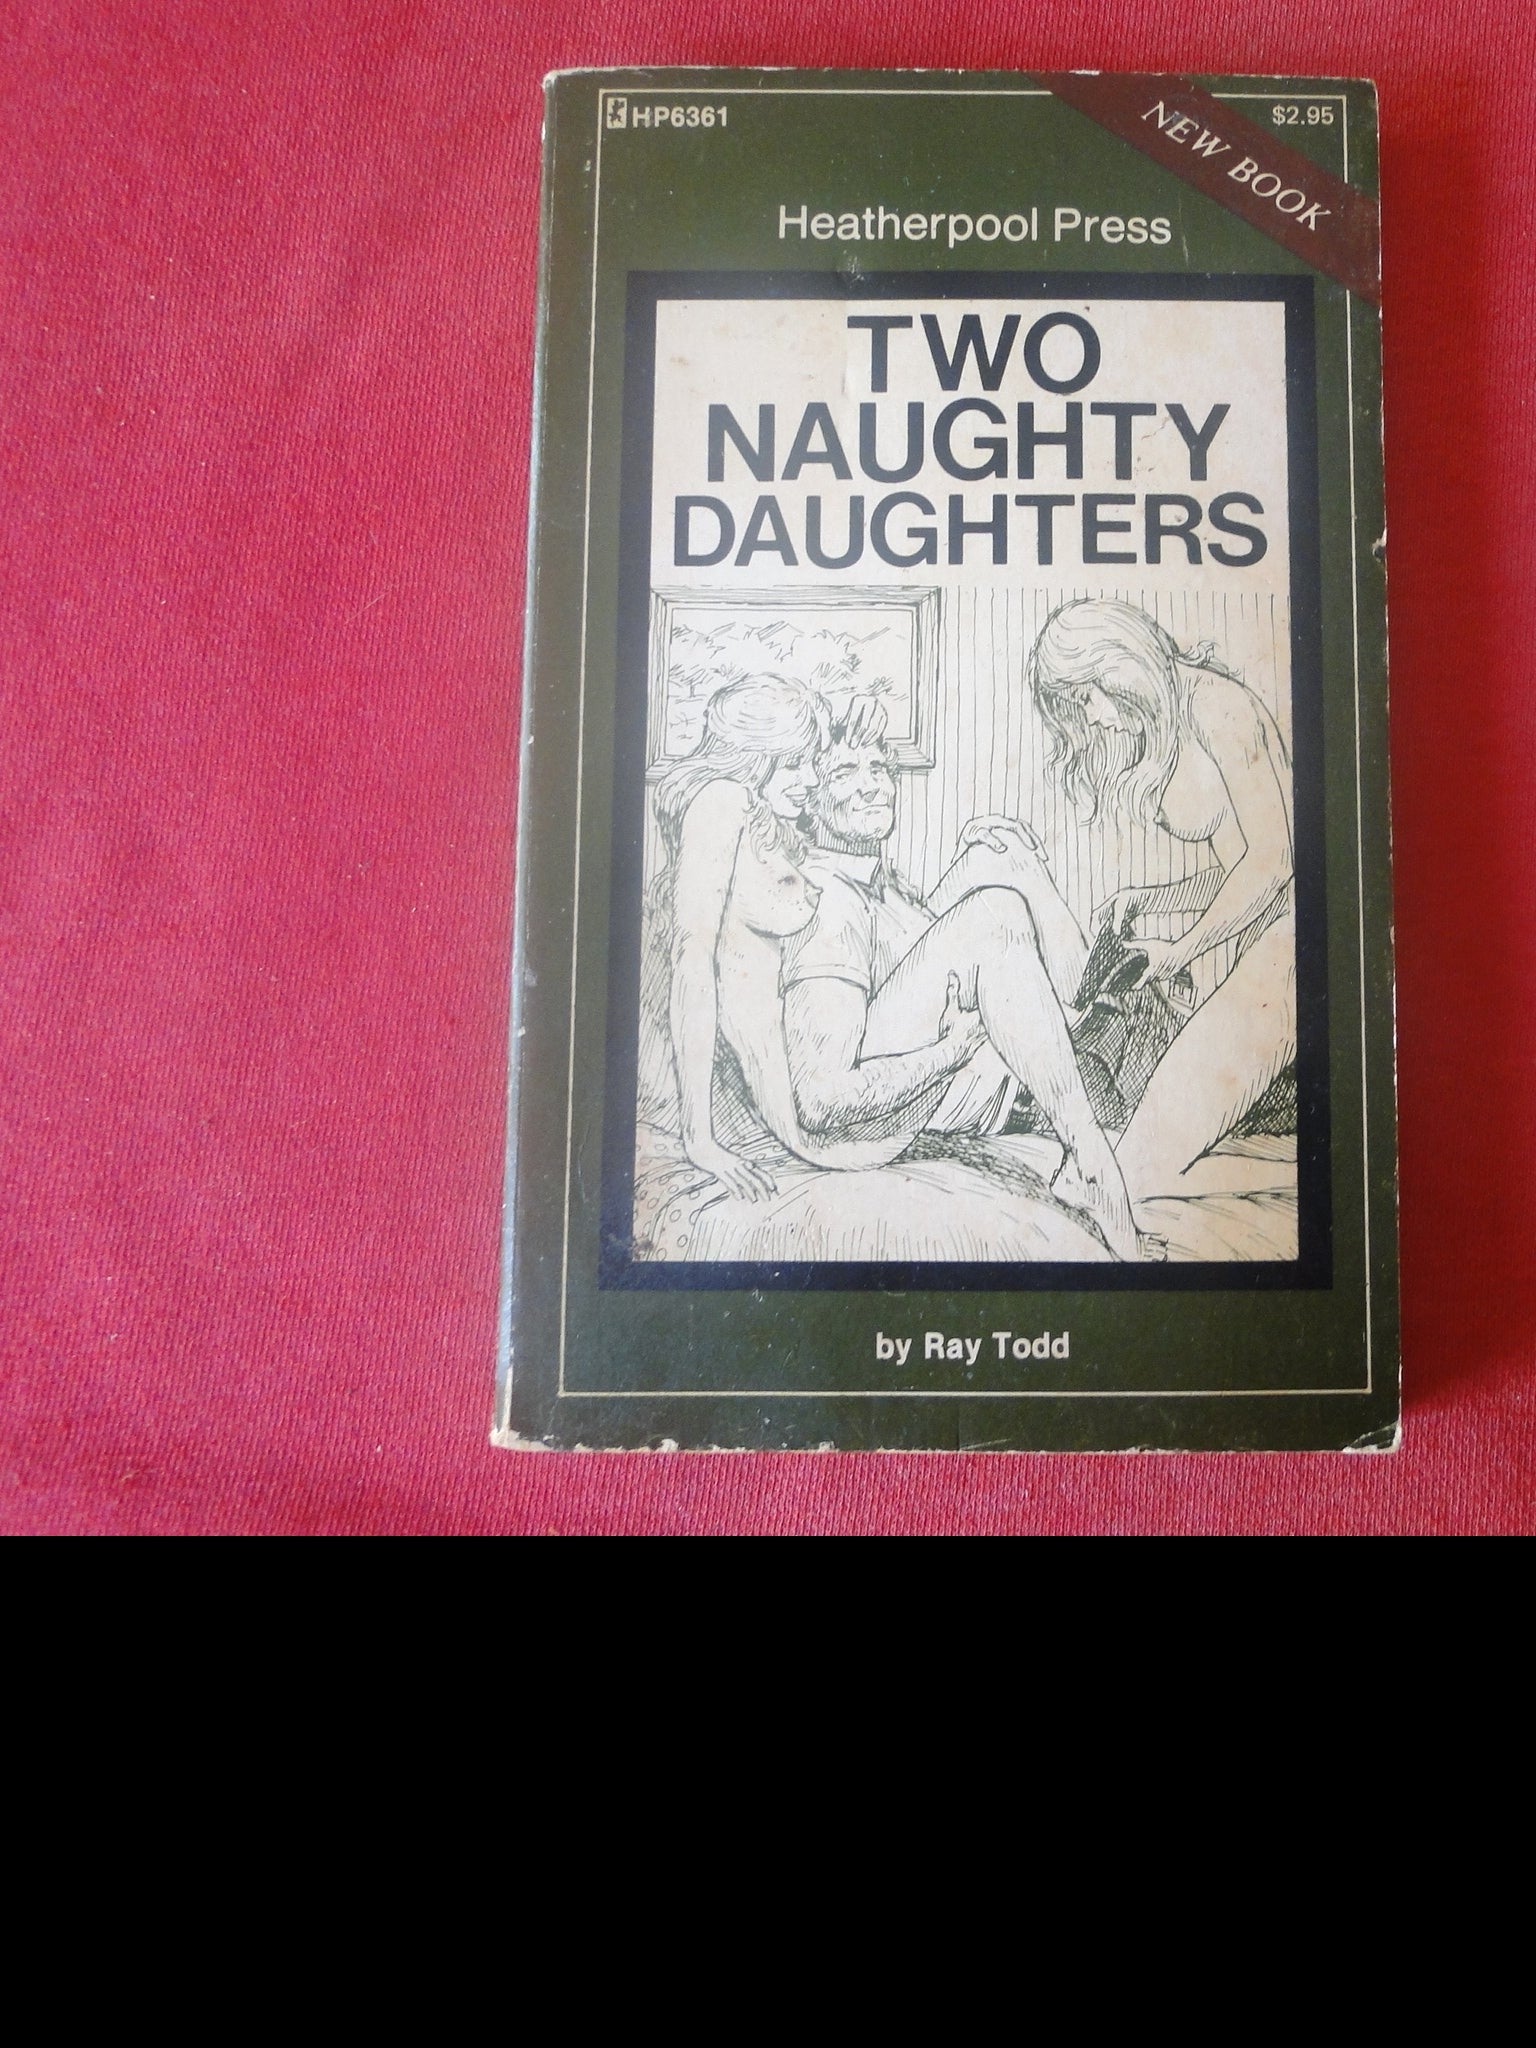 HP6361
$2.95
NEW BOOK
Heatherpool Press
TWO
NAUGHTY
DAUGHTERS
by Ray Todd